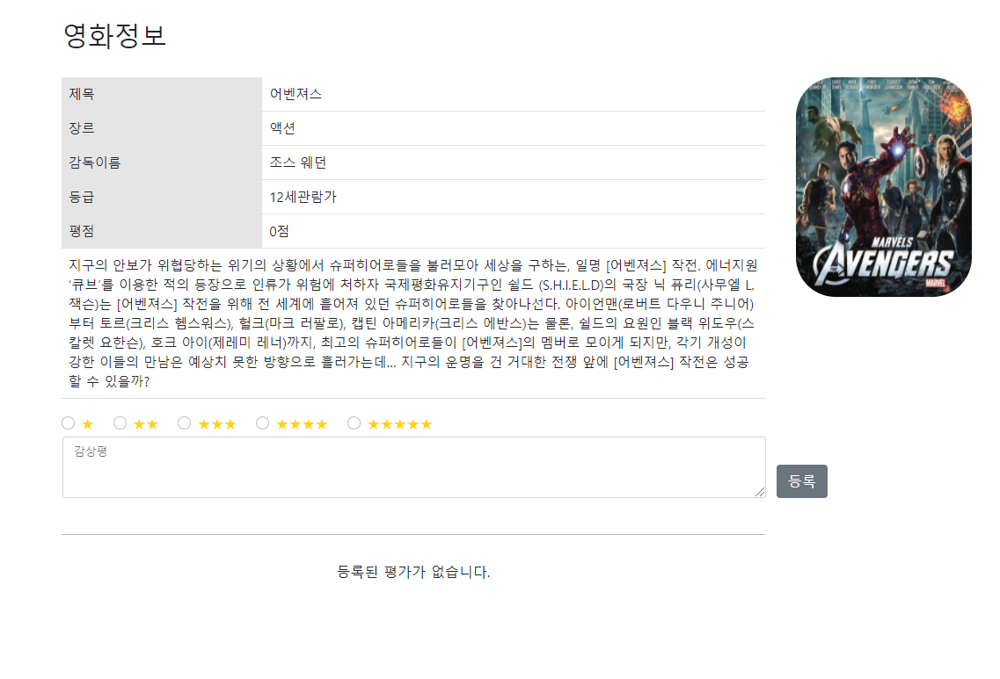 영화정보
제목 어벤져스
장르 액션
감독이름 조스 웨던
등급 12세관람가
평점 0점
지구의 안보가 위협당하는 위기의 상황에서 슈퍼히어로들을 불러모아 세상을 구하는, 일명 [어벤져스] 작전. 에너지원
‘큐브’를 이용한 적의 등장으로 인류가 위험에 처하자 국제평화유지기구인 쉴드 (S.H.I.E.L.D)의 국장 닉 퓨리(사무엘 L.
잭슨)는 [어벤져스] 작전을 위해 전 세계에 흩어져 있던 슈퍼히어로들을 찾아나선다. 아이언맨(로버트 다우니 주니어)
부터 토르(크리스 헴스워스), 헐크(마크 러팔로), 캡틴 아메리카(크리스 에반스)는 물론, 쉴드의 요원인 블랙 위도우(스
칼렛 요한슨), 호크 아이(제레미 레너)까지, 최고의 슈퍼히어로들이 [어벤져스]의 멤버로 모이게 되지만, 각기 개성이
강한 이들의 만남은 예상치 못한 방향으로 흘러가는데… 지구의 운명을 건 거대한 전쟁 앞에 [어벤져스] 작전은 성공
할 수 있을까?
★ ★★ ★★★ ★★★★ ★★★★★
감상평
등록
등록된 평가가 없습니다.
MARVEL'S
THE AVENGERS
MARVEL